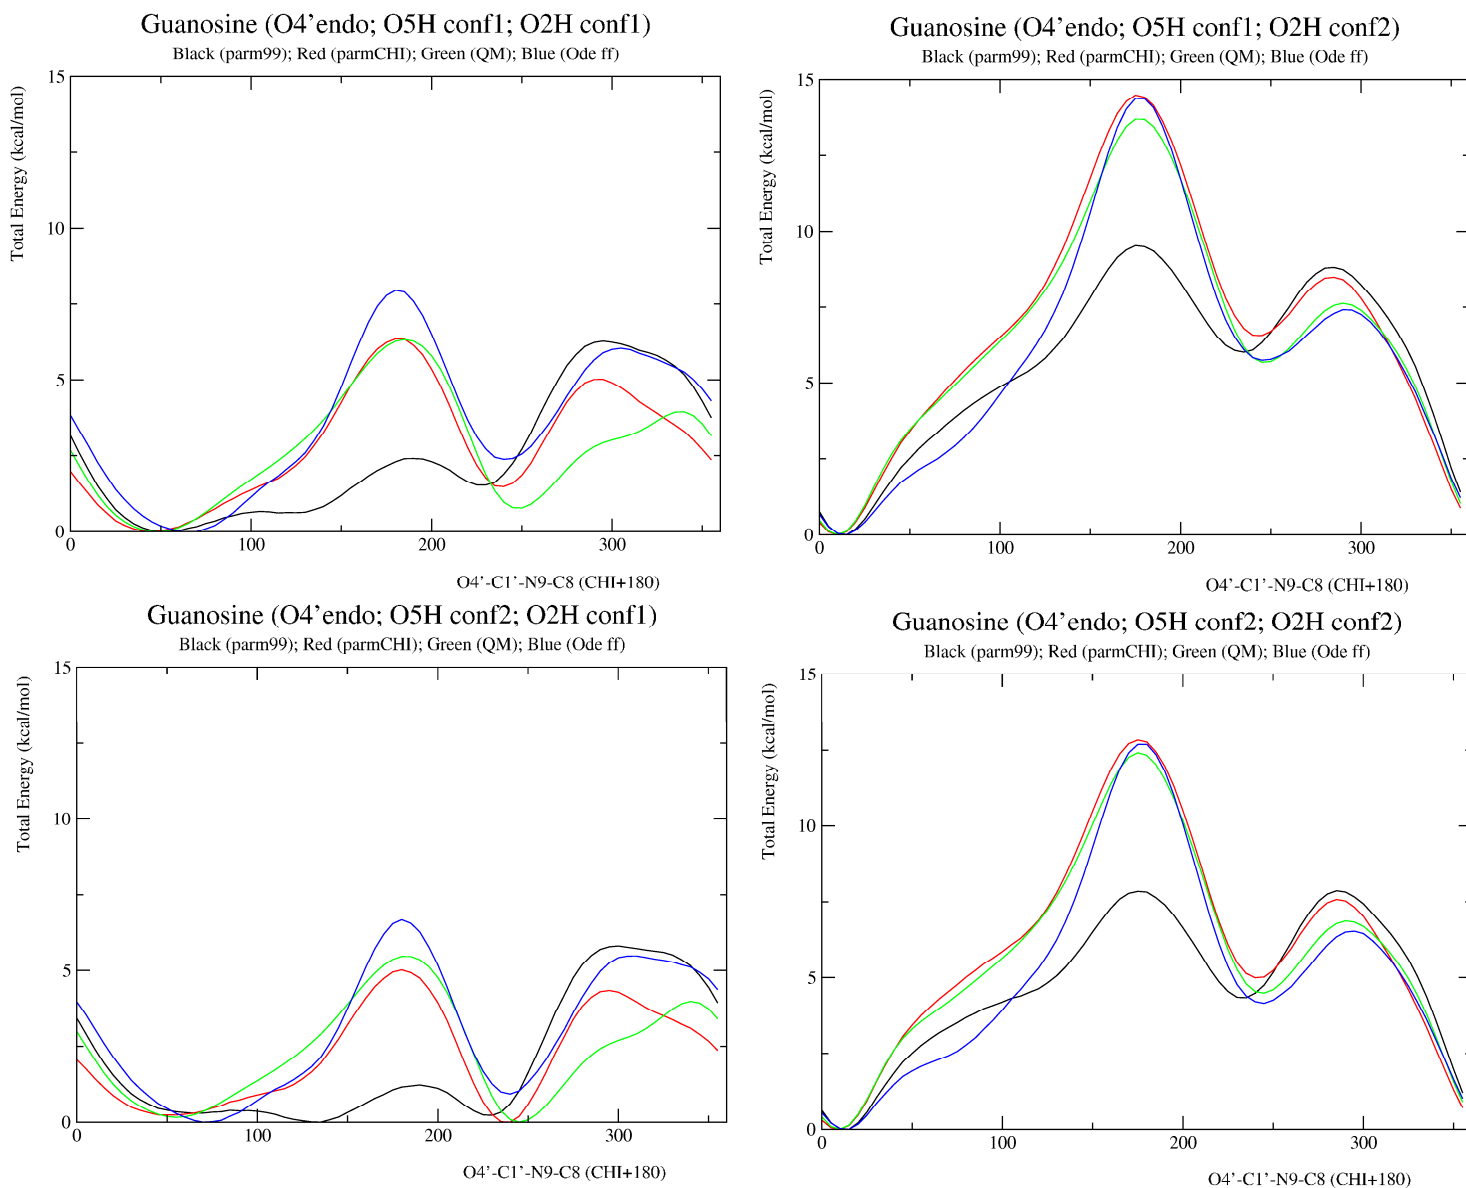 Guanosine (O4'endo; O5H conf1; O2H conf1)
Black (parm99); Red (parmCHI); Green (QM); Blue (Ode ff)
15
10
5
0
Total Energy (kcal/mol)
0 100 200 300
O4'-C1'-N9-C8 (CHI+180)
Guanosine (O4'endo; O5H conf1; O2H conf2)
Black (parm99); Red (parmCHI); Green (QM); Blue (Ode ff)
15
10
5
0
Total Energy (kcal/mol)
0 100 200 300
O4'-C1'-N9-C8 (CHI+180)
Guanosine (O4'endo; O5H conf2; O2H conf1)
Black (parm99); Red (parmCHI); Green (QM); Blue (Ode ff)
15
10
5
0
Total Energy (kcal/mol)
0 100 200 300
O4'-C1'-N9-C8 (CHI+180)
Guanosine (O4'endo; O5H conf2; O2H conf2)
Black (parm99); Red (parmCHI); Green (QM); Blue (Ode ff)
15
10
5
0
Total Energy (kcal/mol)
0 100 200 300
O4'-C1'-N9-C8 (CHI+180)